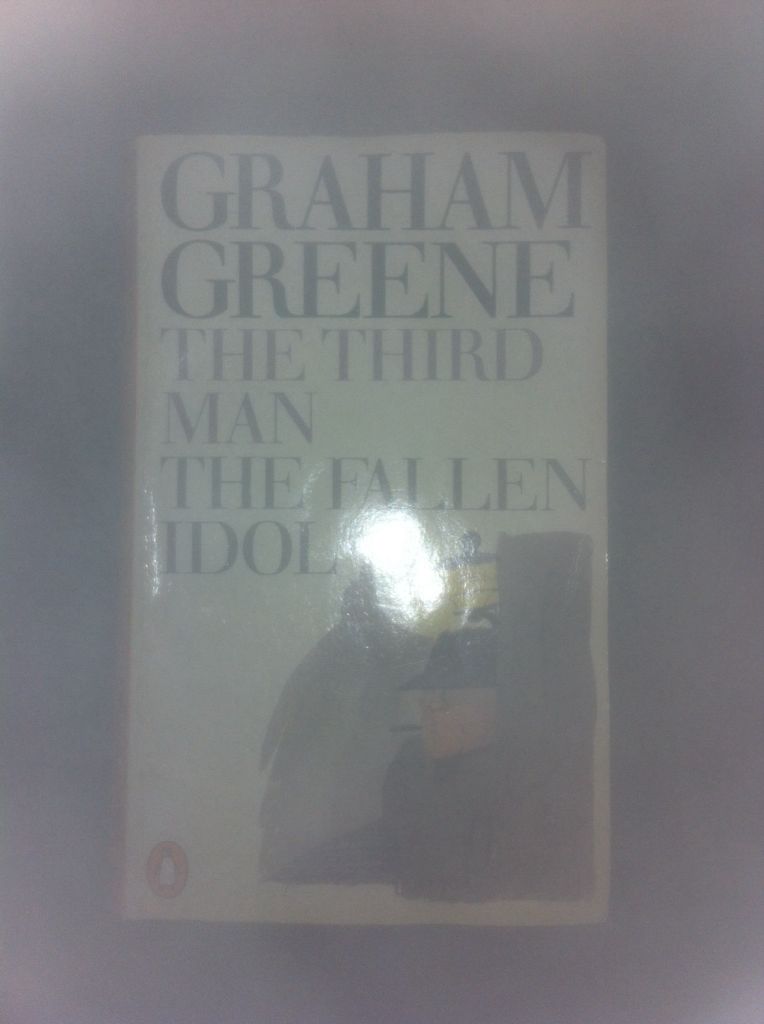 GRAHAM
GREENE
THE THIRD
MAN
THE FALLEN
IDOL